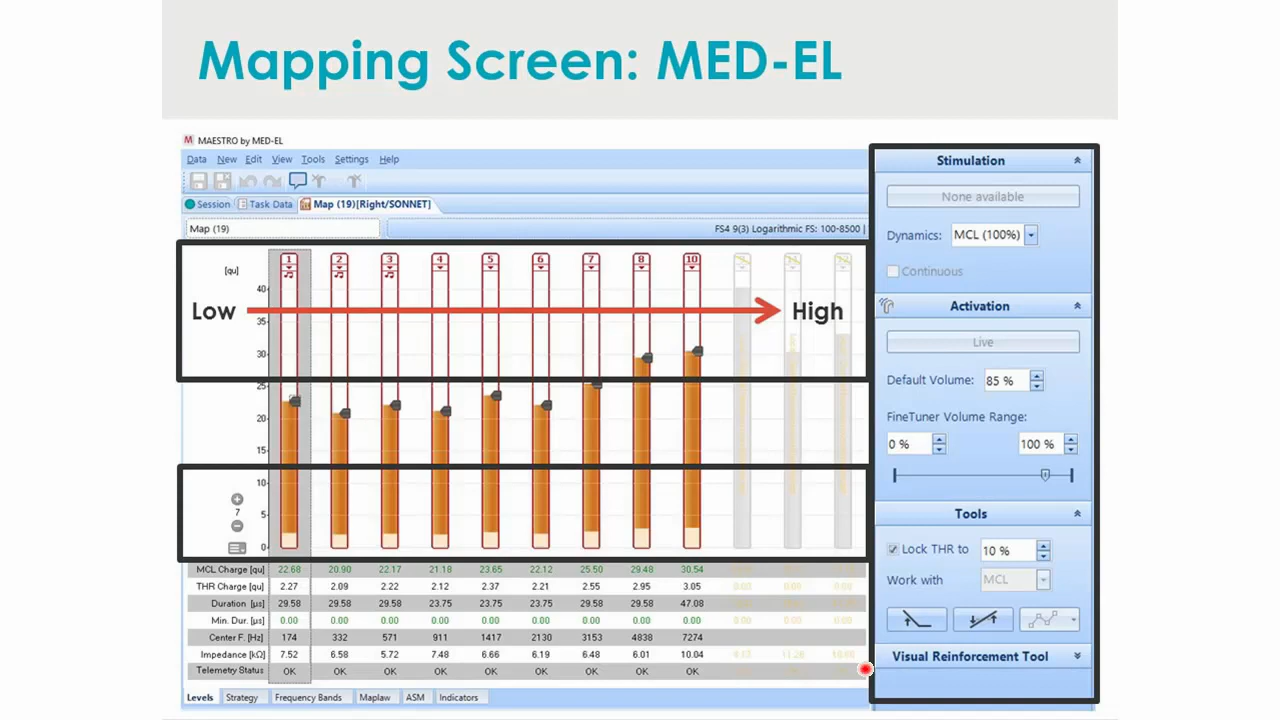 Mapping Screen: MED-EL
M MAESTRO by MED-EL
Data New Edit View Tools Settings Help
Session Task Data Map (19)[Right/SONNET]
Map (19) FS4 9(3) Logarithmic FS: 100-8500 |
[qu] 1 2 3 4 5 6 7 8 10
40
Low High
35
30
25
20
15
10
7
5
0
MCL Charge [qu] 22.68 20.90 22.17 21.18 23.65 22.12 25.50 29.48 30.54
THR Charge [qu] 2.27 2.09 2.22 2.12 2.37 2.21 2.55 2.95 3.05
Duration [µs] 29.58 29.58 29.58 23.75 23.75 23.75 29.58 29.58 47.08
Min. Dur. [µs] 0.00 0.00 0.00 0.00 0.00 0.00 0.00 0.00 0.00
Center F. [Hz] 174 332 571 911 1417 2130 3153 4838 7274
Impedance [kΩ] 7.52 6.58 5.72 7.48 6.66 6.19 6.48 6.01 10.04
Telemetry Status OK OK OK OK OK OK OK OK OK
Levels Strategy Frequency Bands Maplaw ASM Indicators
Stimulation
None available
Dynamics: MCL (100%)
Continuous
Activation
Live
Default Volume: 85 %
FineTuner Volume Range:
0 % 100 %
Tools
Lock THR to 10 %
Work with MCL
Visual Reinforcement Tool